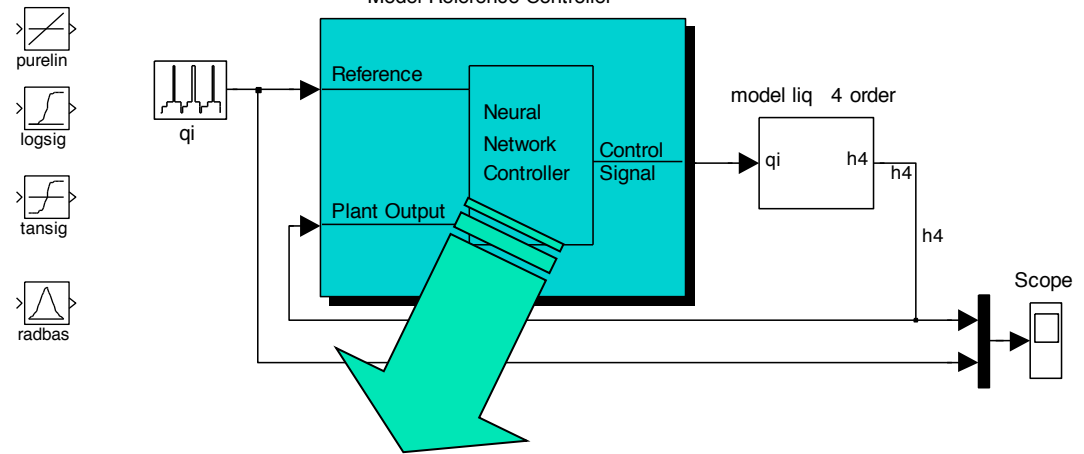 Model Reference Controller
purelin
logsig
tansig
radbas
qi
Reference
Plant Output
Neural
Network
Controller
Control
Signal
model liq 4 order
qi
h4
h4
h4
Scope